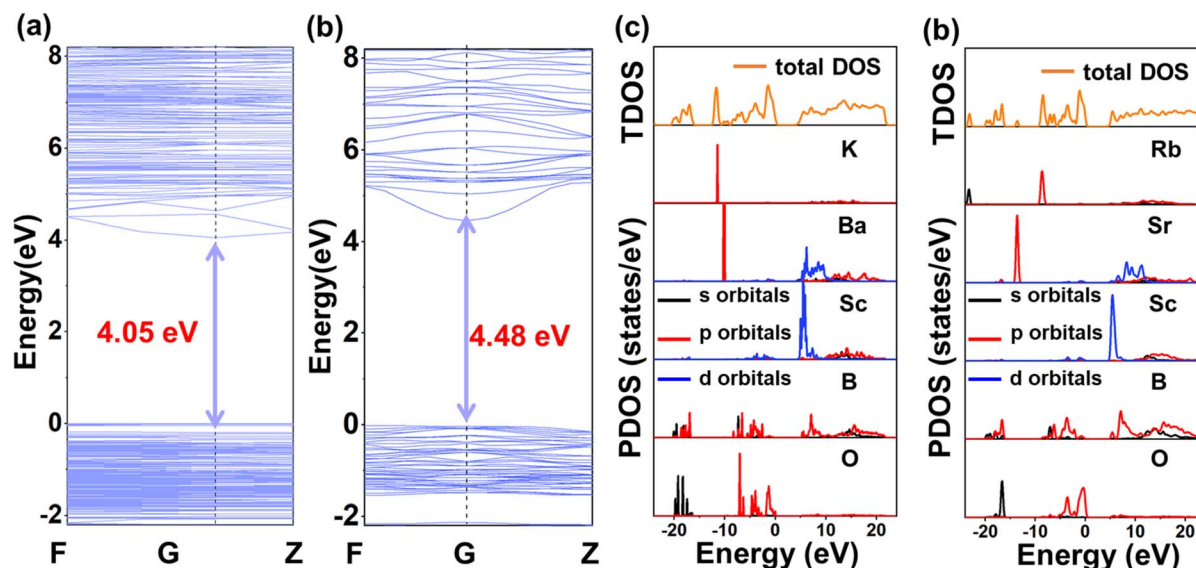 (a)
8
6
4
2
0
-2
Energy(eV)
4.05 eV
F G Z
(b)
8
6
4
2
0
-2
Energy(eV)
4.48 eV
F G Z
(c)
TDOS
PDOS (states/eV)
total DOS
K
Ba
s orbitals
Sc
p orbitals
d orbitals
B
O
-20 -10 0 10 20
Energy (eV)
(b)
TDOS
PDOS (states/eV)
total DOS
Rb
Sr
s orbitals
Sc
p orbitals
d orbitals
B
O
-20 -10 0 10 20
Energy (eV)